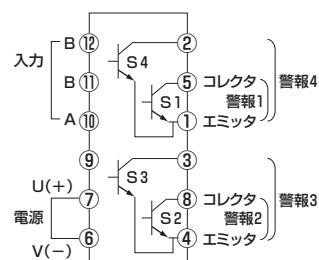 入力
B ⑫
B ⑪
A ⑩
⑨
U(+)
⑦
電源
⑥
V(−)
S4
②
⑤ コレクタ
S1
警報1
① エミッタ
警報4
S3
③
⑧ コレクタ
S2
警報2
④ エミッタ
警報3